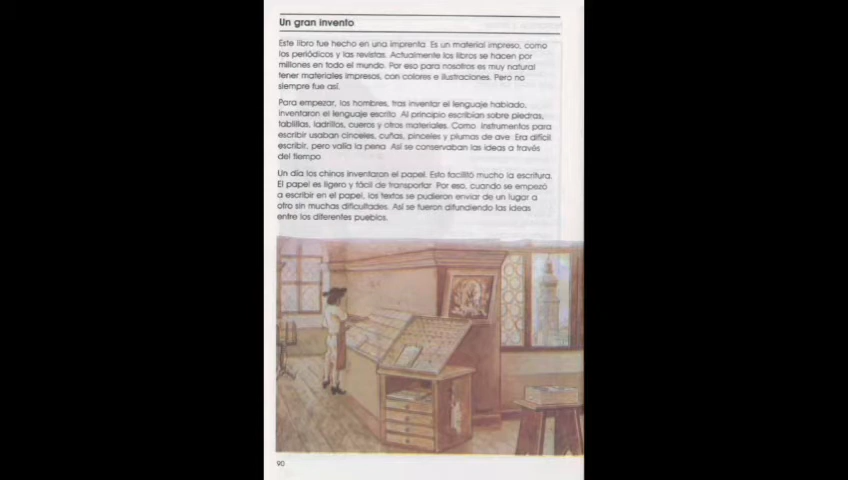 Un gran invento
Este libro fue hecho en una imprenta. Es un material impreso, como
los periódicos y las revistas. Actualmente los libros se hacen por
millones en todo el mundo. Por eso para nosotros es muy natural
tener materiales impresos, con colores e ilustraciones. Pero no
siempre fue así.
Para empezar, los hombres, tras inventar el lenguaje hablado,
inventaron el lenguaje escrito. Al principio escribían sobre piedras,
tablillas, ladrillos, cueros y otros materiales. Como instrumentos para
escribir usaban cinceles, cuñas, pinceles y plumas de ave. Era difícil
escribir, pero valía la pena. Así se conservaban las ideas a través
del tiempo
Un día los chinos inventaron el papel. Esto facilitó mucho la escritura.
El papel es ligero y fácil de transportar. Por eso, cuando se empezó
a escribir en el papel, los textos se pudieron enviar de un lugar a
otro sin muchas dificultades. Así se fueron difundiendo las ideas
entre los diferentes pueblos.
90